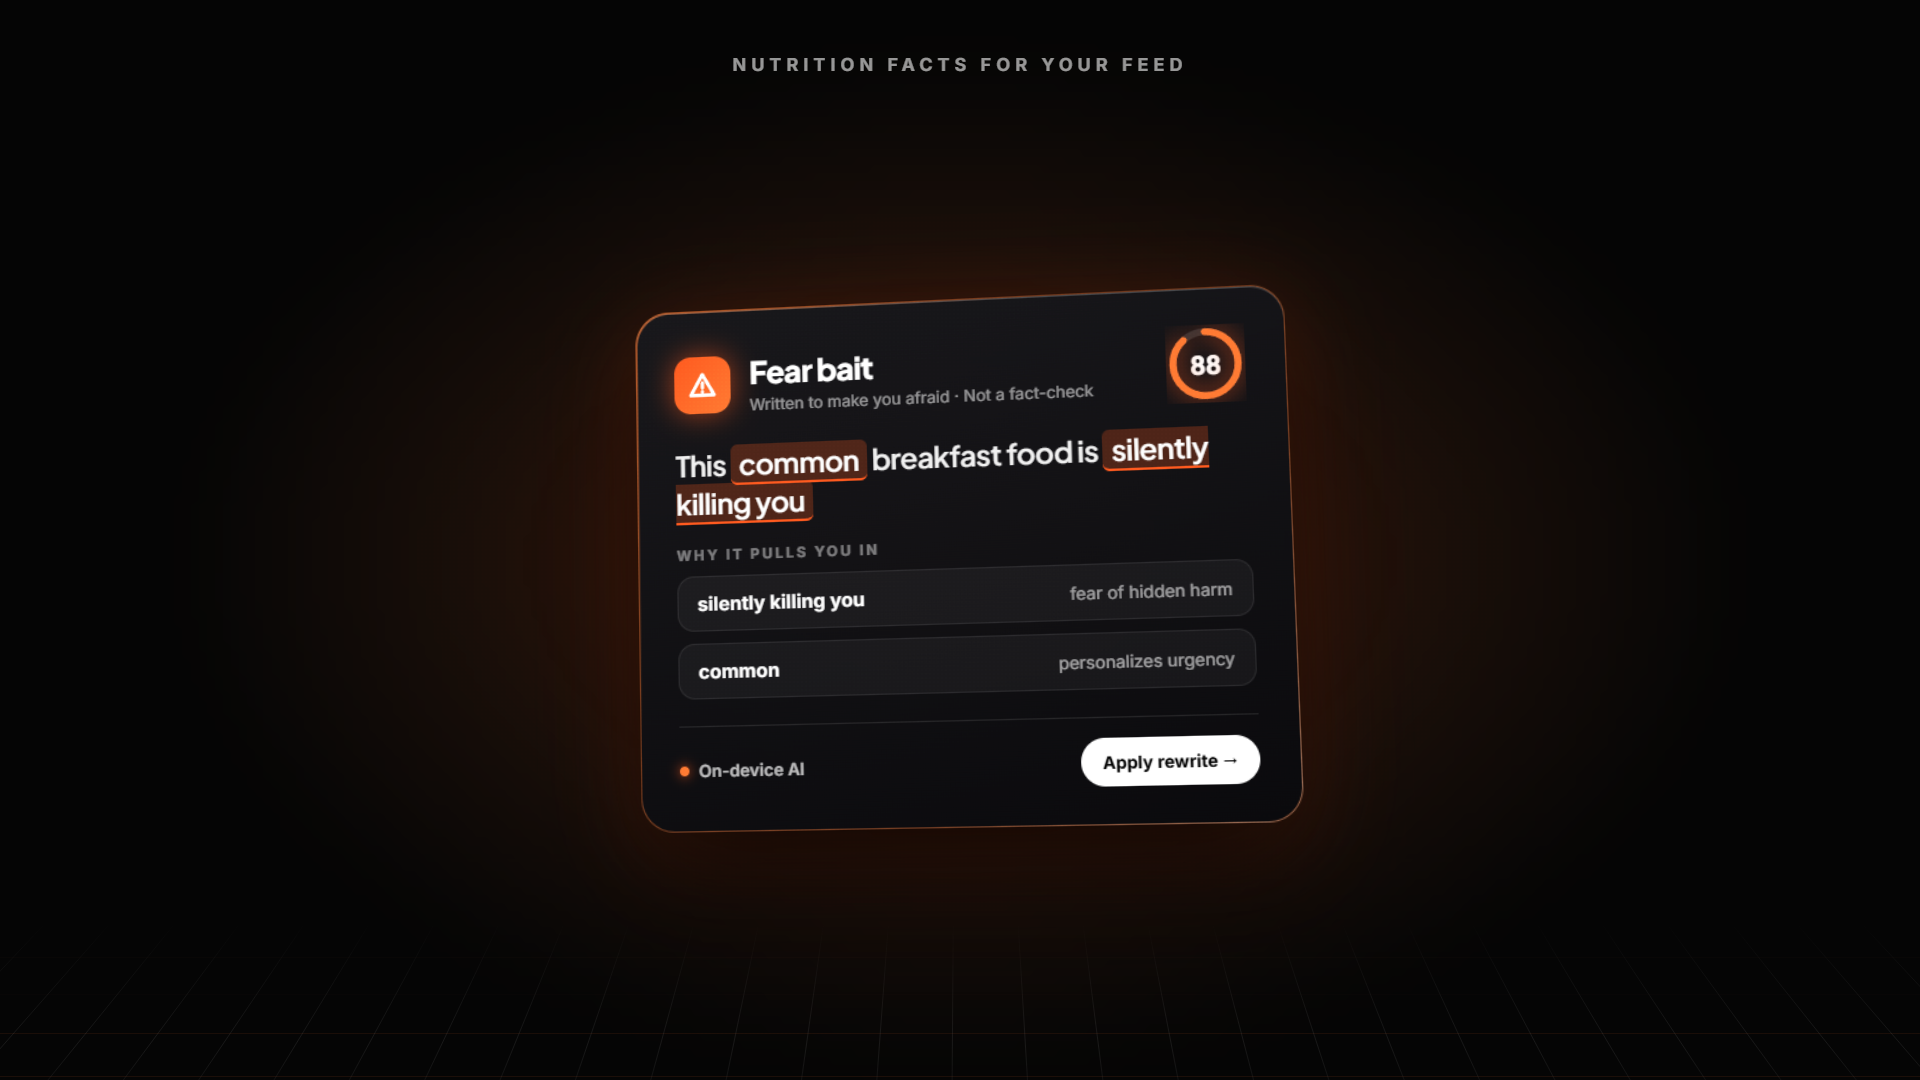 NUTRITION FACTS FOR YOUR FEED
Fear bait
Written to make you afraid · Not a fact-check
88
This common breakfast food is silently
killing you
WHY IT PULLS YOU IN
silently killing you fear of hidden harm
common personalizes urgency
On-device AI Apply rewrite →